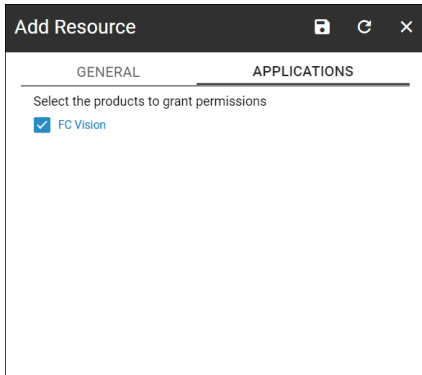 Add Resource
GENERAL APPLICATIONS
Select the products to grant permissions
FC Vision